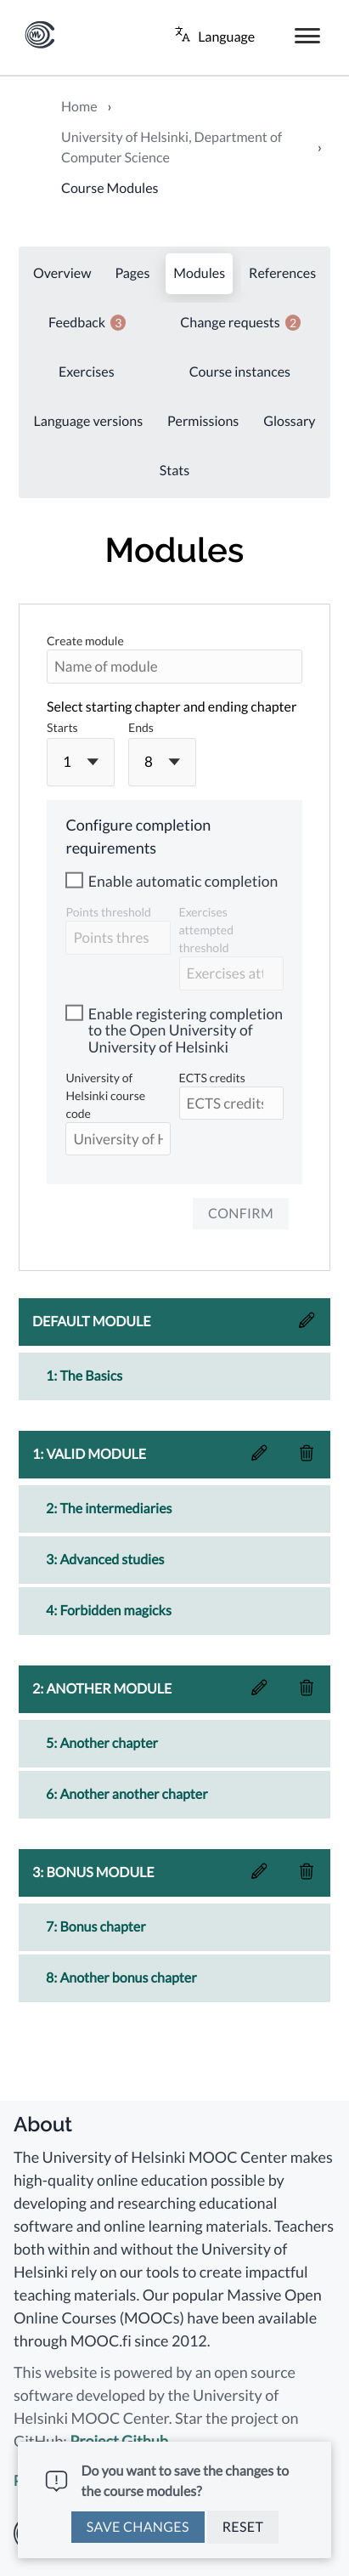 Language
Home ›
University of Helsinki, Department of
Computer Science ›
Course Modules
Overview Pages Modules References
Feedback 3 Change requests 2
Exercises Course instances
Language versions Permissions Glossary
Stats
Modules
Create module
Name of module
Select starting chapter and ending chapter
Starts Ends
1 8
Configure completion
requirements
Enable automatic completion
Points threshold
Points thres
Exercises
attempted
threshold
Exercises att
Enable registering completion
to the Open University of
University of Helsinki
University of
Helsinki course
code
University of H
ECTS credits
ECTS credits
CONFIRM
DEFAULT MODULE
1: The Basics
1: VALID MODULE
2: The intermediaries
3: Advanced studies
4: Forbidden magicks
2: ANOTHER MODULE
5: Another chapter
6: Another another chapter
3: BONUS MODULE
7: Bonus chapter
8: Another bonus chapter
About
The University of Helsinki MOOC Center makes
high-quality online education possible by
developing and researching educational
software and online learning materials. Teachers
both within and without the University of
Helsinki rely on our tools to create impactful
teaching materials. Our popular Massive Open
Online Courses (MOOCs) have been available
through MOOC.fi since 2012.
This website is powered by an open source
software developed by the University of
Helsinki MOOC Center. Star the project on
GitHub: Project Github
Do you want to save the changes to
the course modules?
SAVE CHANGES RESET